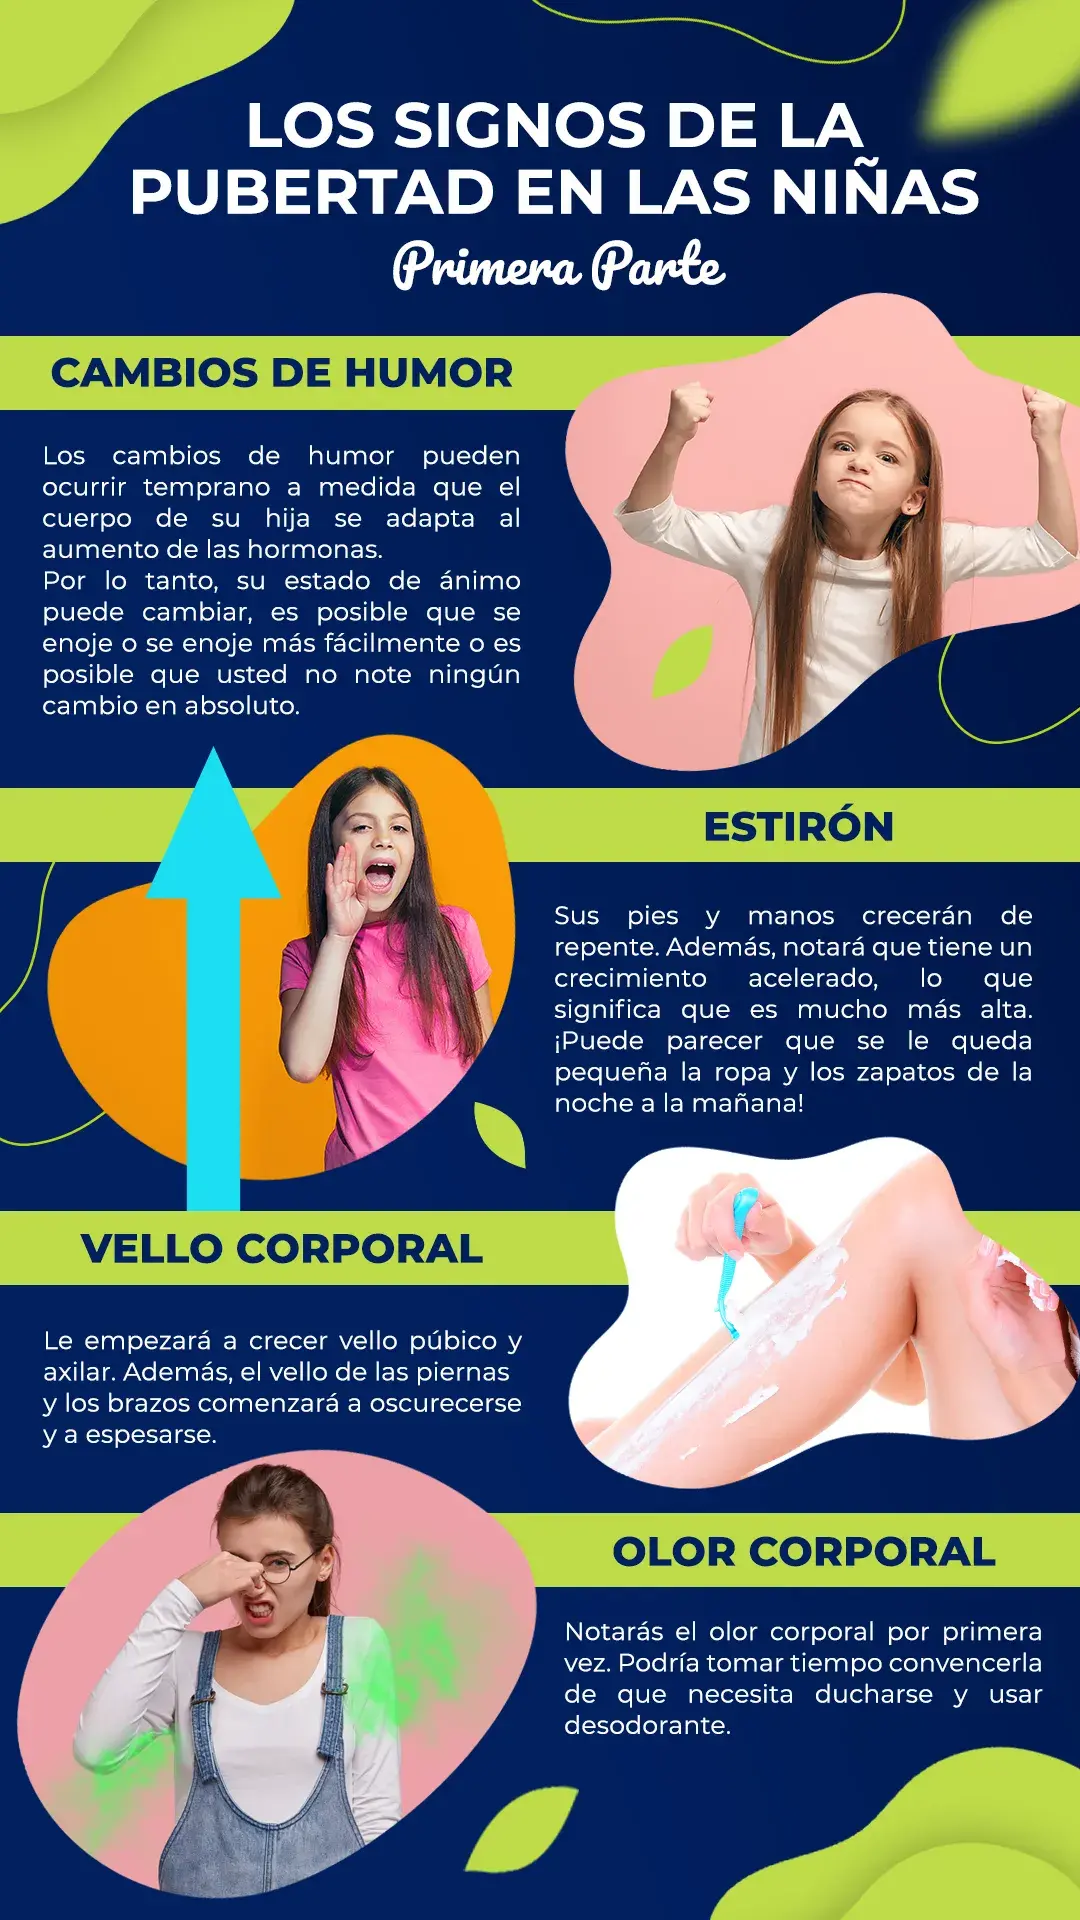 LOS SIGNOS DE LA
PUBERTAD EN LAS NIÑAS
Primera Parte
CAMBIOS DE HUMOR
Los cambios de humor pueden
ocurrir temprano a medida que el
cuerpo de su hija se adapta al
aumento de las hormonas.
Por lo tanto, su estado de ánimo
puede cambiar, es posible que se
enoje o se enoje más fácilmente o es
posible que usted no note ningún
cambio en absoluto.
ESTIRÓN
Sus pies y manos crecerán de
repente. Además, notará que tiene un
crecimiento acelerado, lo que
significa que es mucho más alta.
¡Puede parecer que se le queda
pequeña la ropa y los zapatos de la
noche a la mañana!
VELLO CORPORAL
Le empezará a crecer vello púbico y
axilar. Además, el vello de las piernas
y los brazos comenzará a oscurecerse
y a espesarse.
OLOR CORPORAL
Notarás el olor corporal por primera
vez. Podría tomar tiempo convencerla
de que necesita ducharse y usar
desodorante.